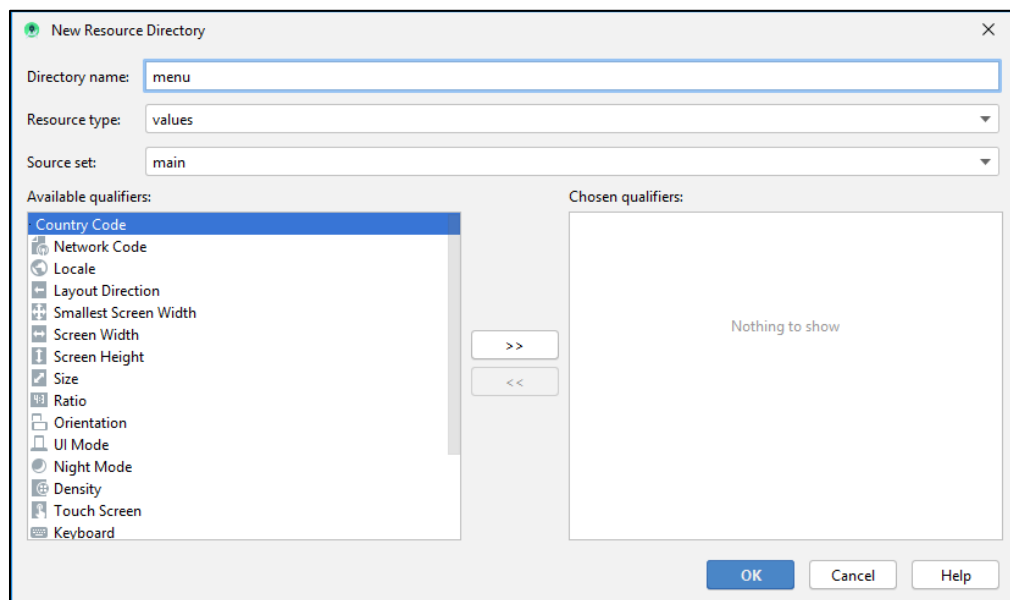 New Resource Directory
Directory name: menu
Resource type: values
Source set: main
Available qualifiers:
Country Code
Network Code
Locale
Layout Direction
Smallest Screen Width
Screen Width
Screen Height
Size
Ratio
Orientation
UI Mode
Night Mode
Density
Touch Screen
Keyboard
>>
<<
Chosen qualifiers:
Nothing to show
OK Cancel Help